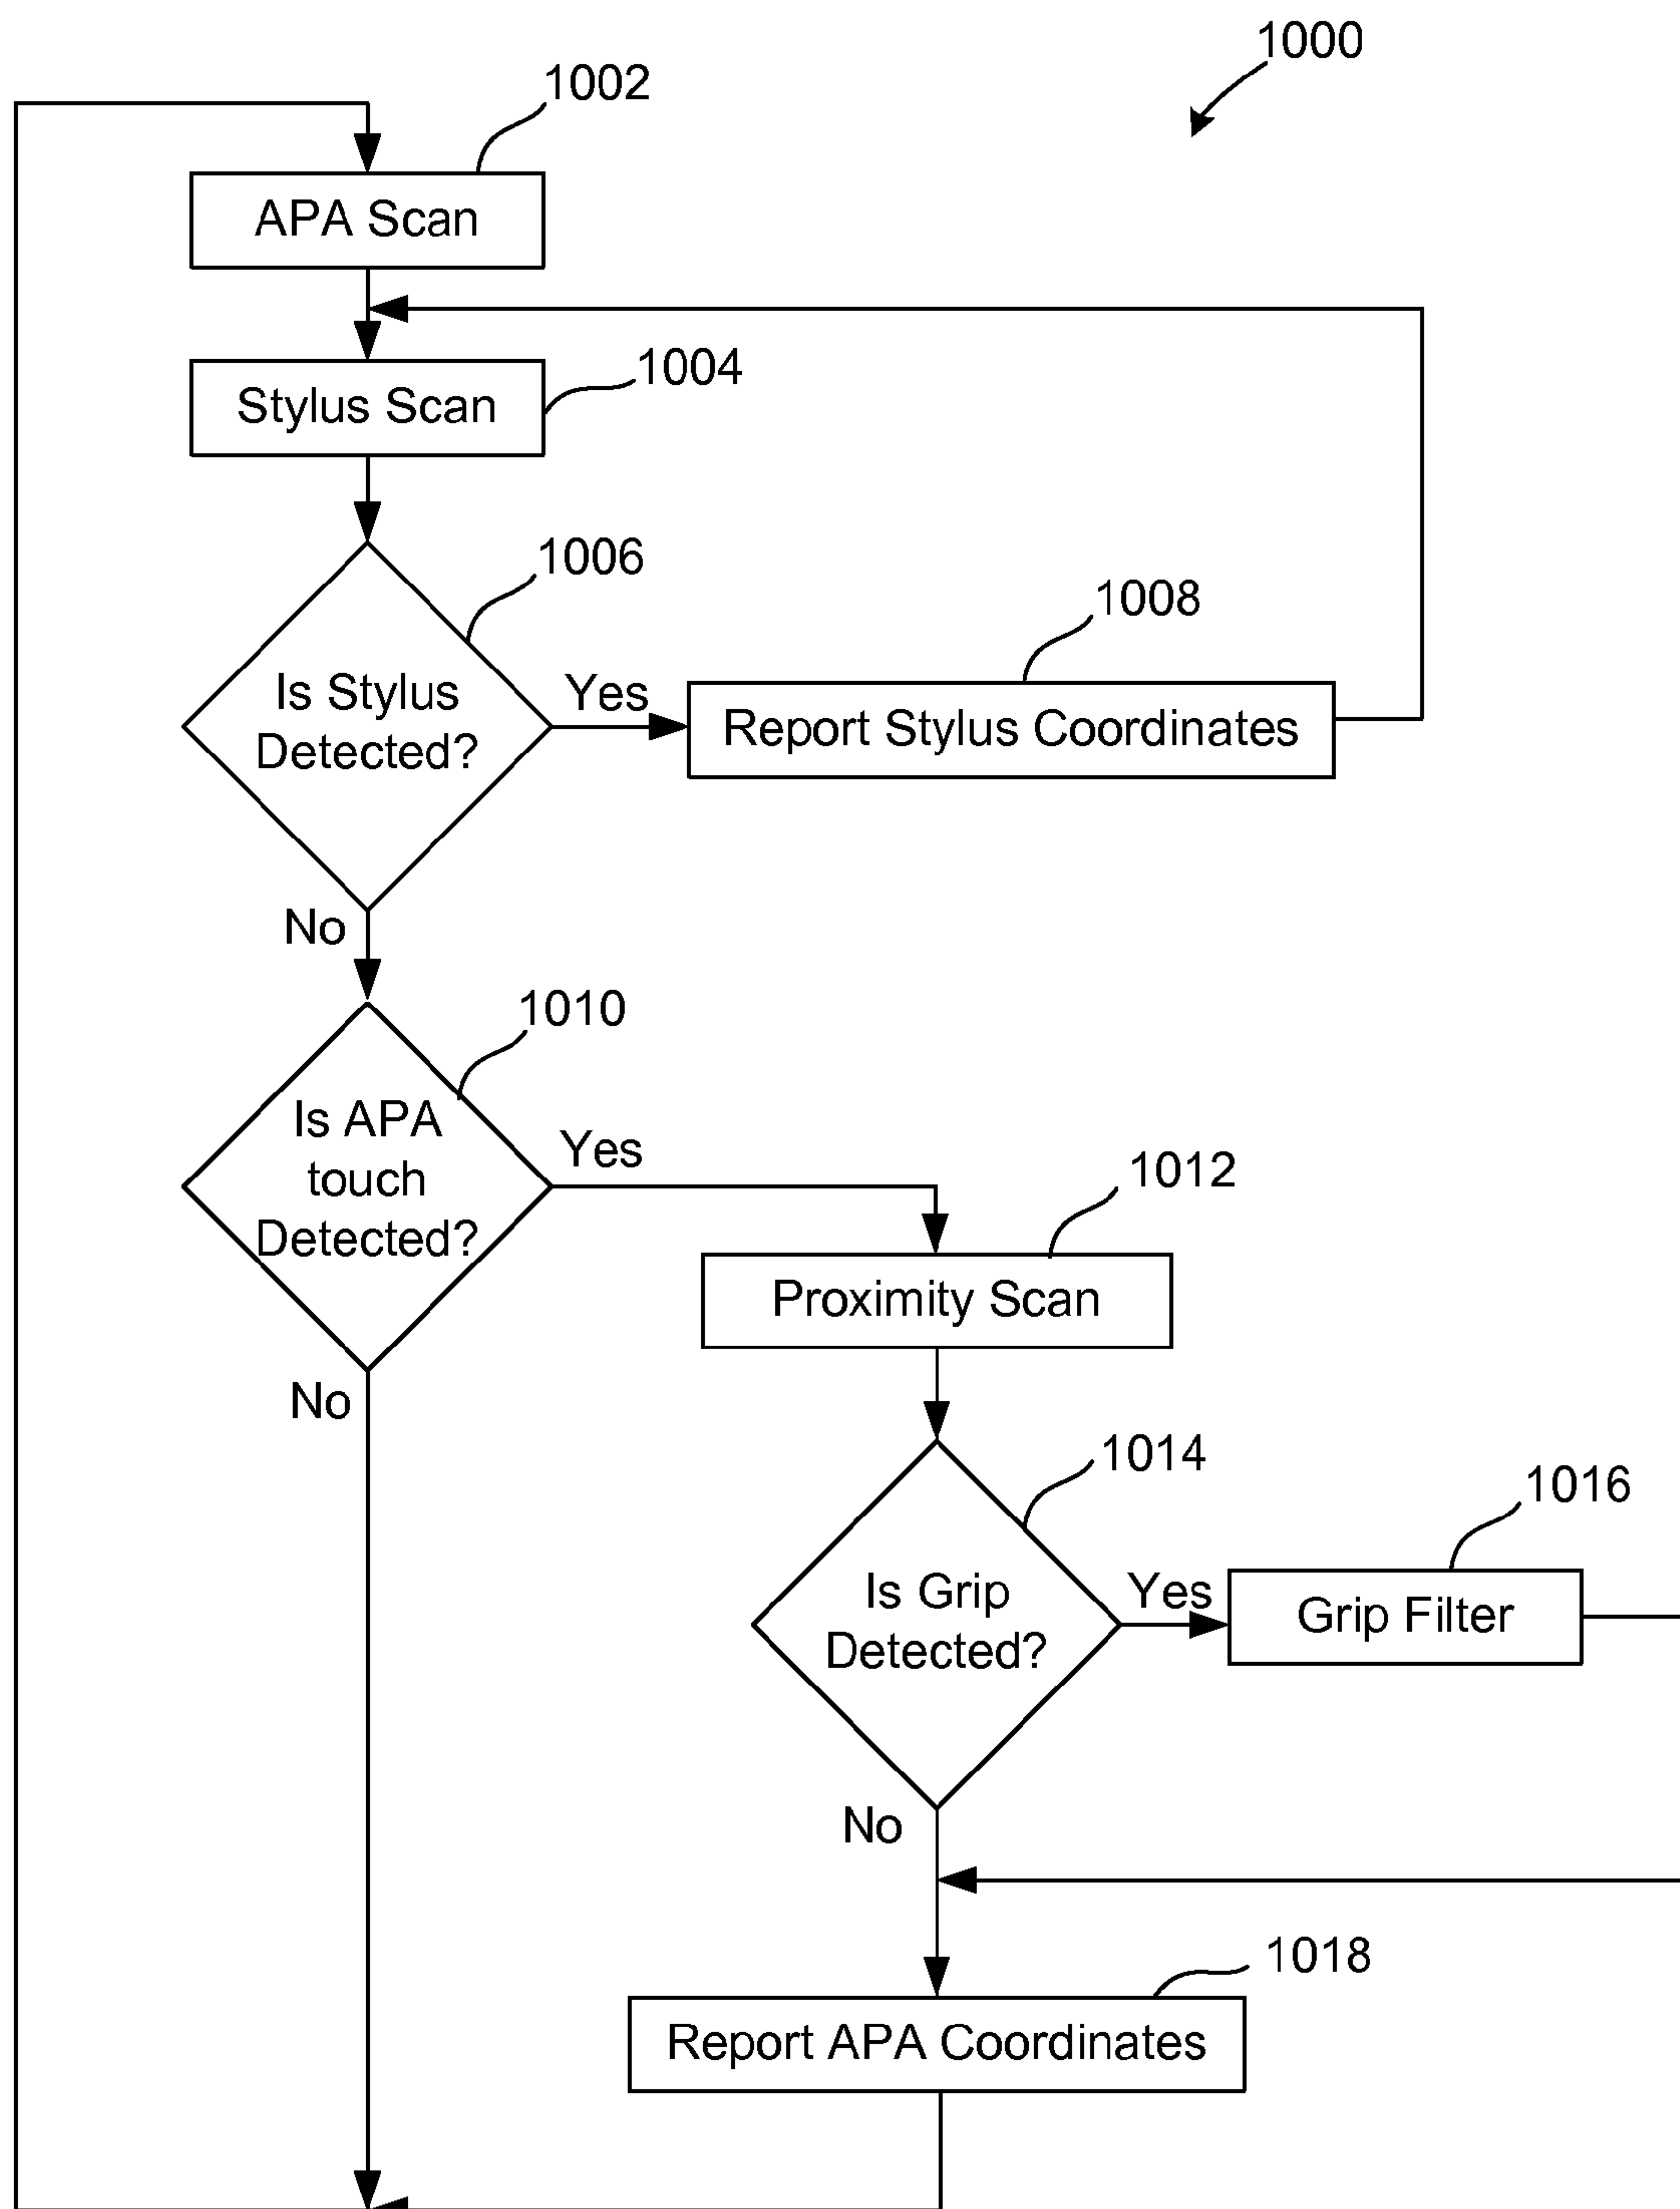 1000
1002
APA Scan
1004
Stylus Scan
1006
Is Stylus
Detected?
Yes
1008
Report Stylus Coordinates
No
1010
Is APA
touch
Detected?
Yes
1012
Proximity Scan
No
1014
Is Grip
Detected?
Yes
1016
Grip Filter
No
1018
Report APA Coordinates